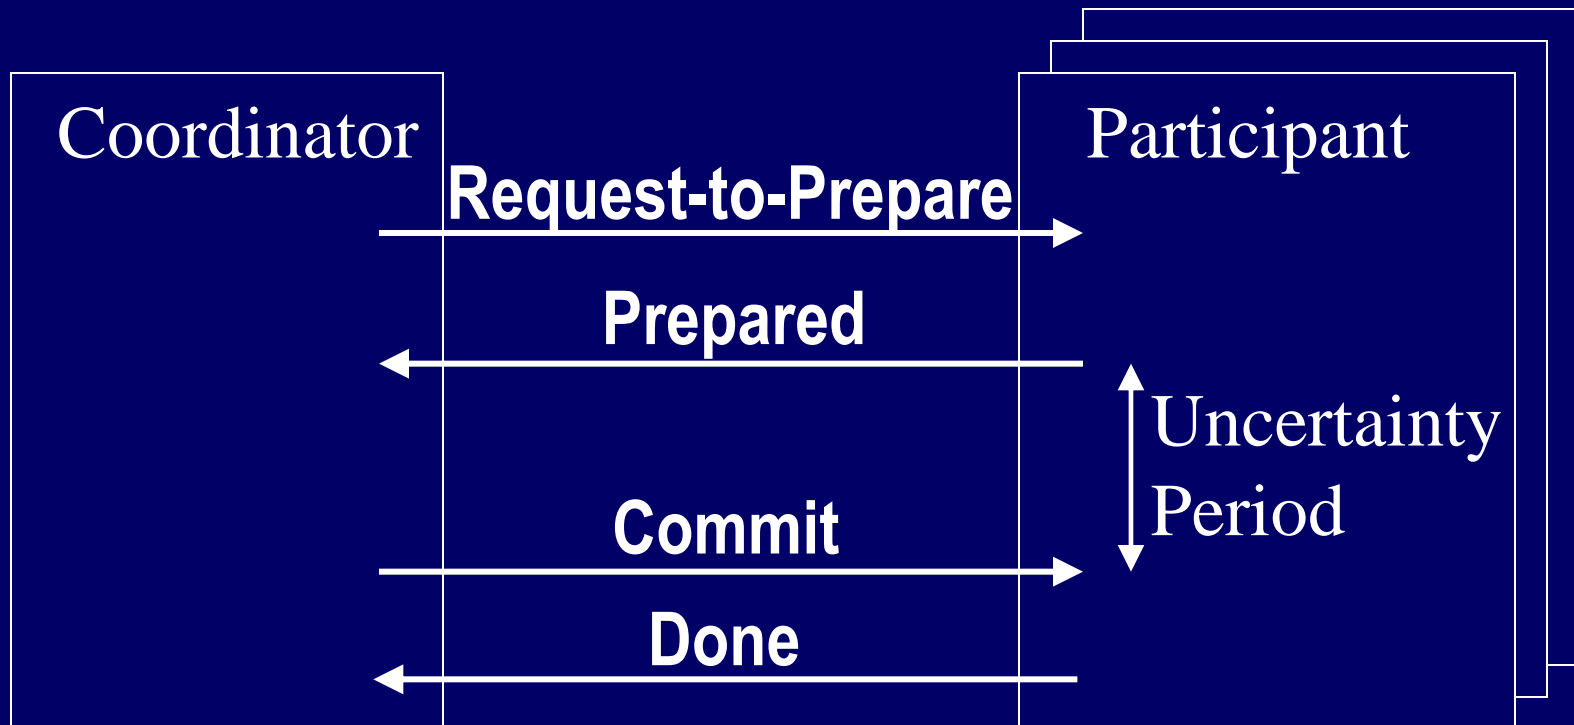 Coordinator
Participant
Request-to-Prepare
Prepared
Uncertainty
Period
Commit
Done